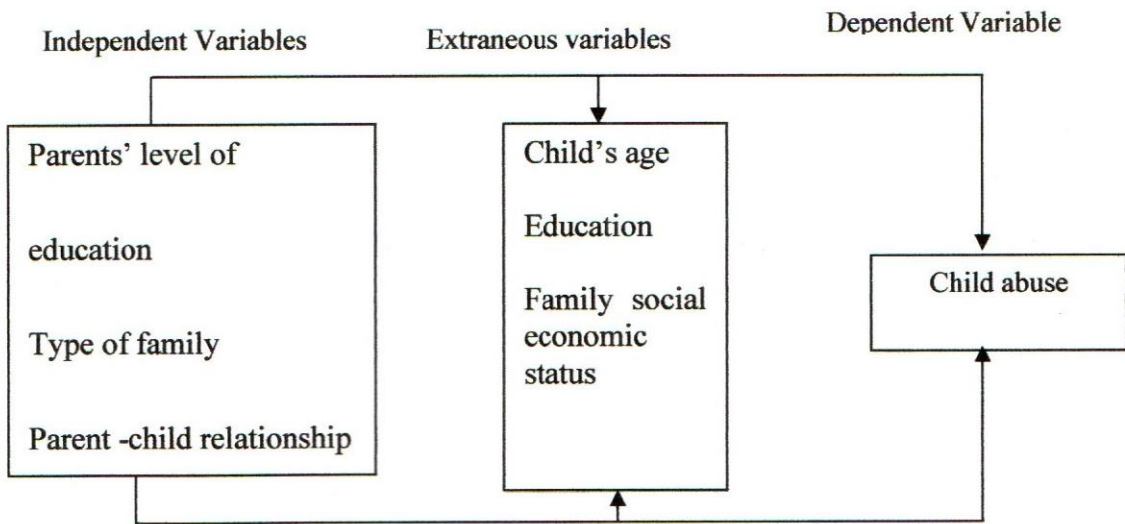 Independent Variables
Extraneous variables
Dependent Variable
Parents’ level of
education
Type of family
Parent -child relationship
Child’s age
Education
Family social
economic
status
Child abuse